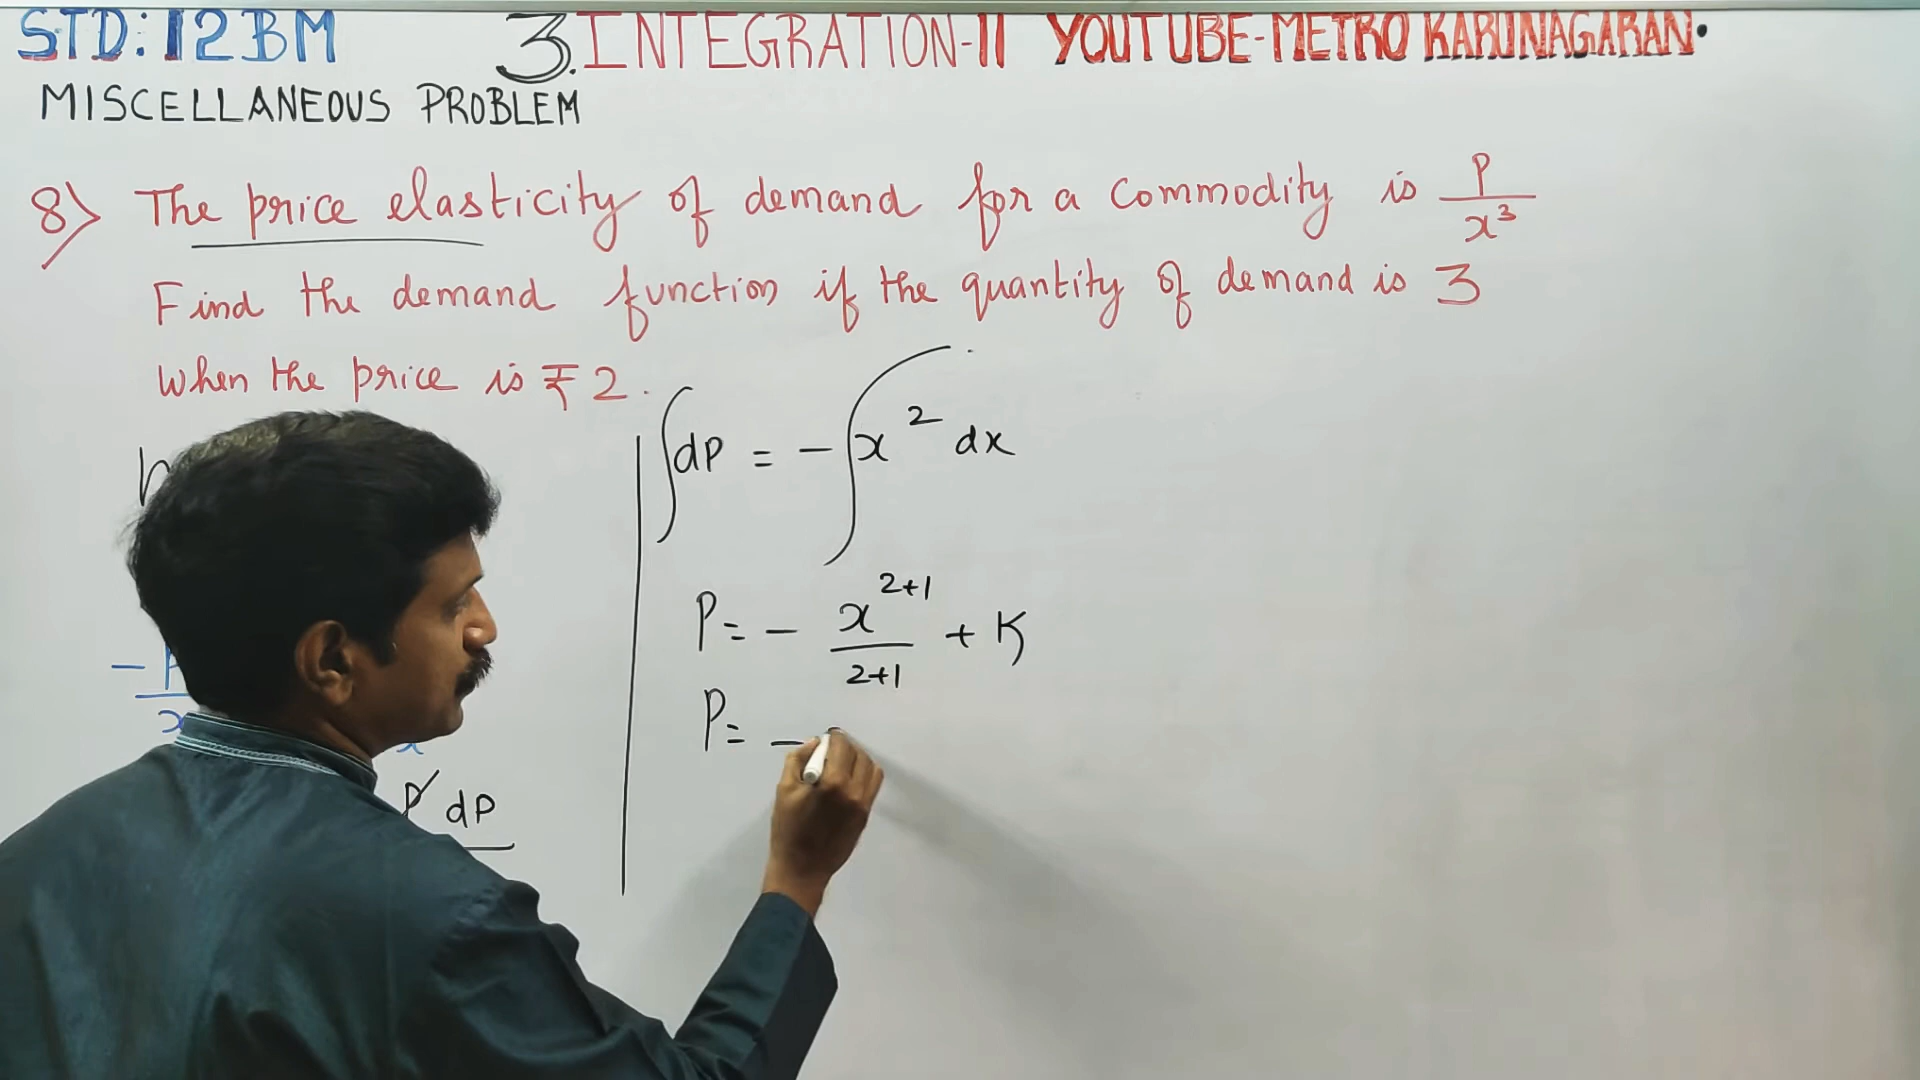 STD: 12 BM 3. INTEGRATION-II YOUTUBE-METRO KARUNAGARAN.
MISCELLANEOUS PROBLEM
8) The price elasticity of demand for a commodity is P/x³
Find the demand function if the quantity of demand is 3
when the price is ₹2.
∫dP = -∫x² dx
P = - x²⁺¹/2+1 + K
P = -
dP